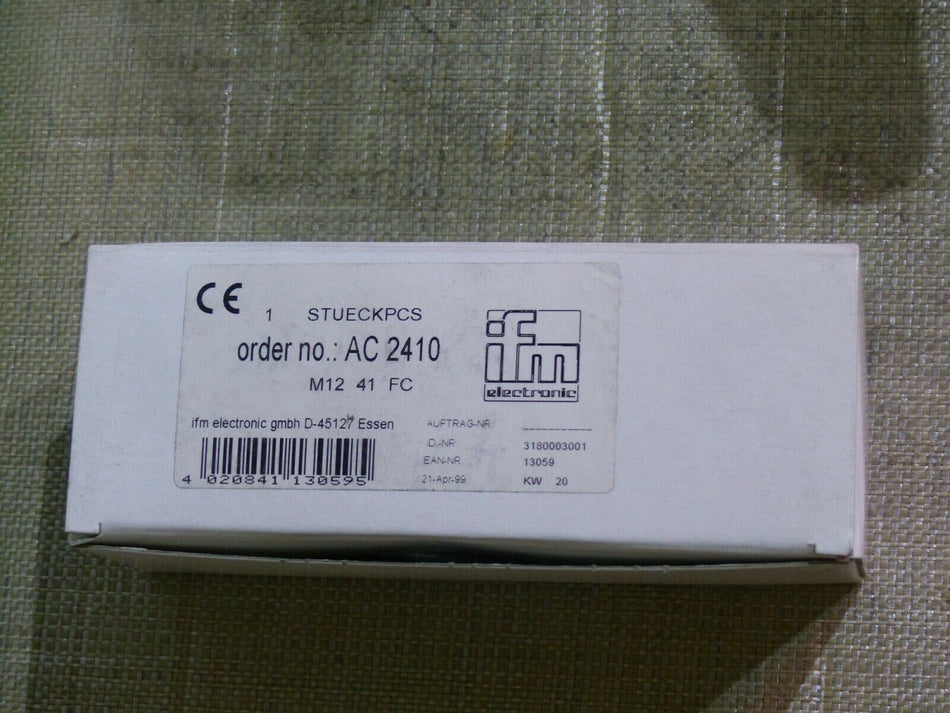 CE
1 STUECKPCS
order no.: AC 2410
M12 41 FC
ifm
electronic
ifm electronic gmbh D-45127 Essen
AUFTRAG-NR.
ID.-NR. 3180003001
EAN-NR. 13059
21-Apr-99 KW 20
4 020841 130595